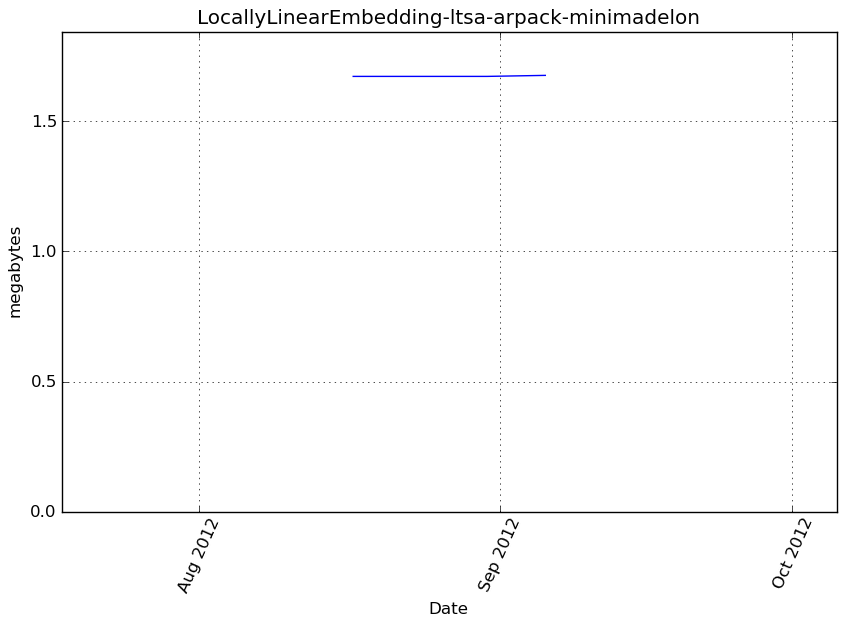 LocallyLinearEmbedding-ltsa-arpack-minimadelon
megabytes
1.5
1.0
0.5
0.0
Aug 2012
Sep 2012
Oct 2012
Date